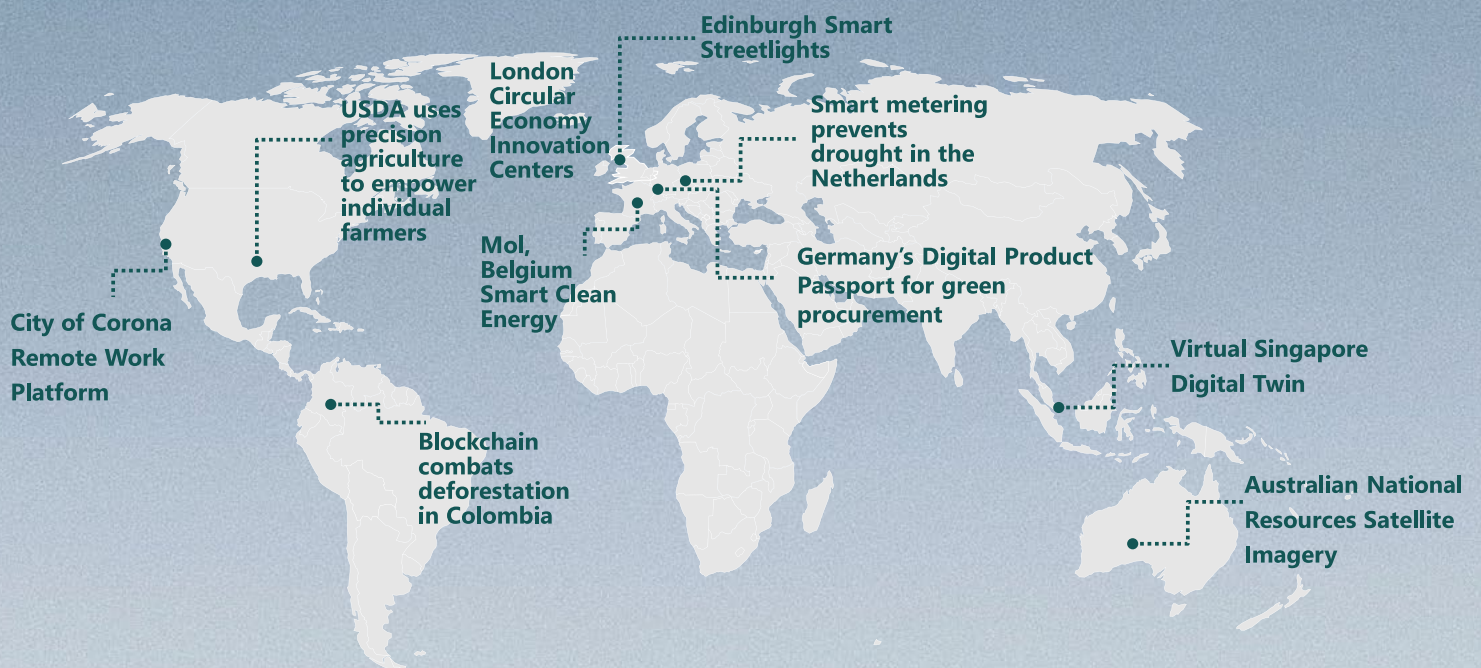 Edinburgh Smart
Streetlights
London
Circular
Economy
Innovation
Centers
USDA uses
precision
agriculture
to empower
individual
farmers
Smart metering
prevents
drought in the
Netherlands
Mol,
Belgium
Smart Clean
Energy
Germany’s Digital Product
Passport for green
procurement
City of Corona
Remote Work
Platform
Virtual Singapore
Digital Twin
Blockchain
combats
deforestation
in Colombia
Australian National
Resources Satellite
Imagery